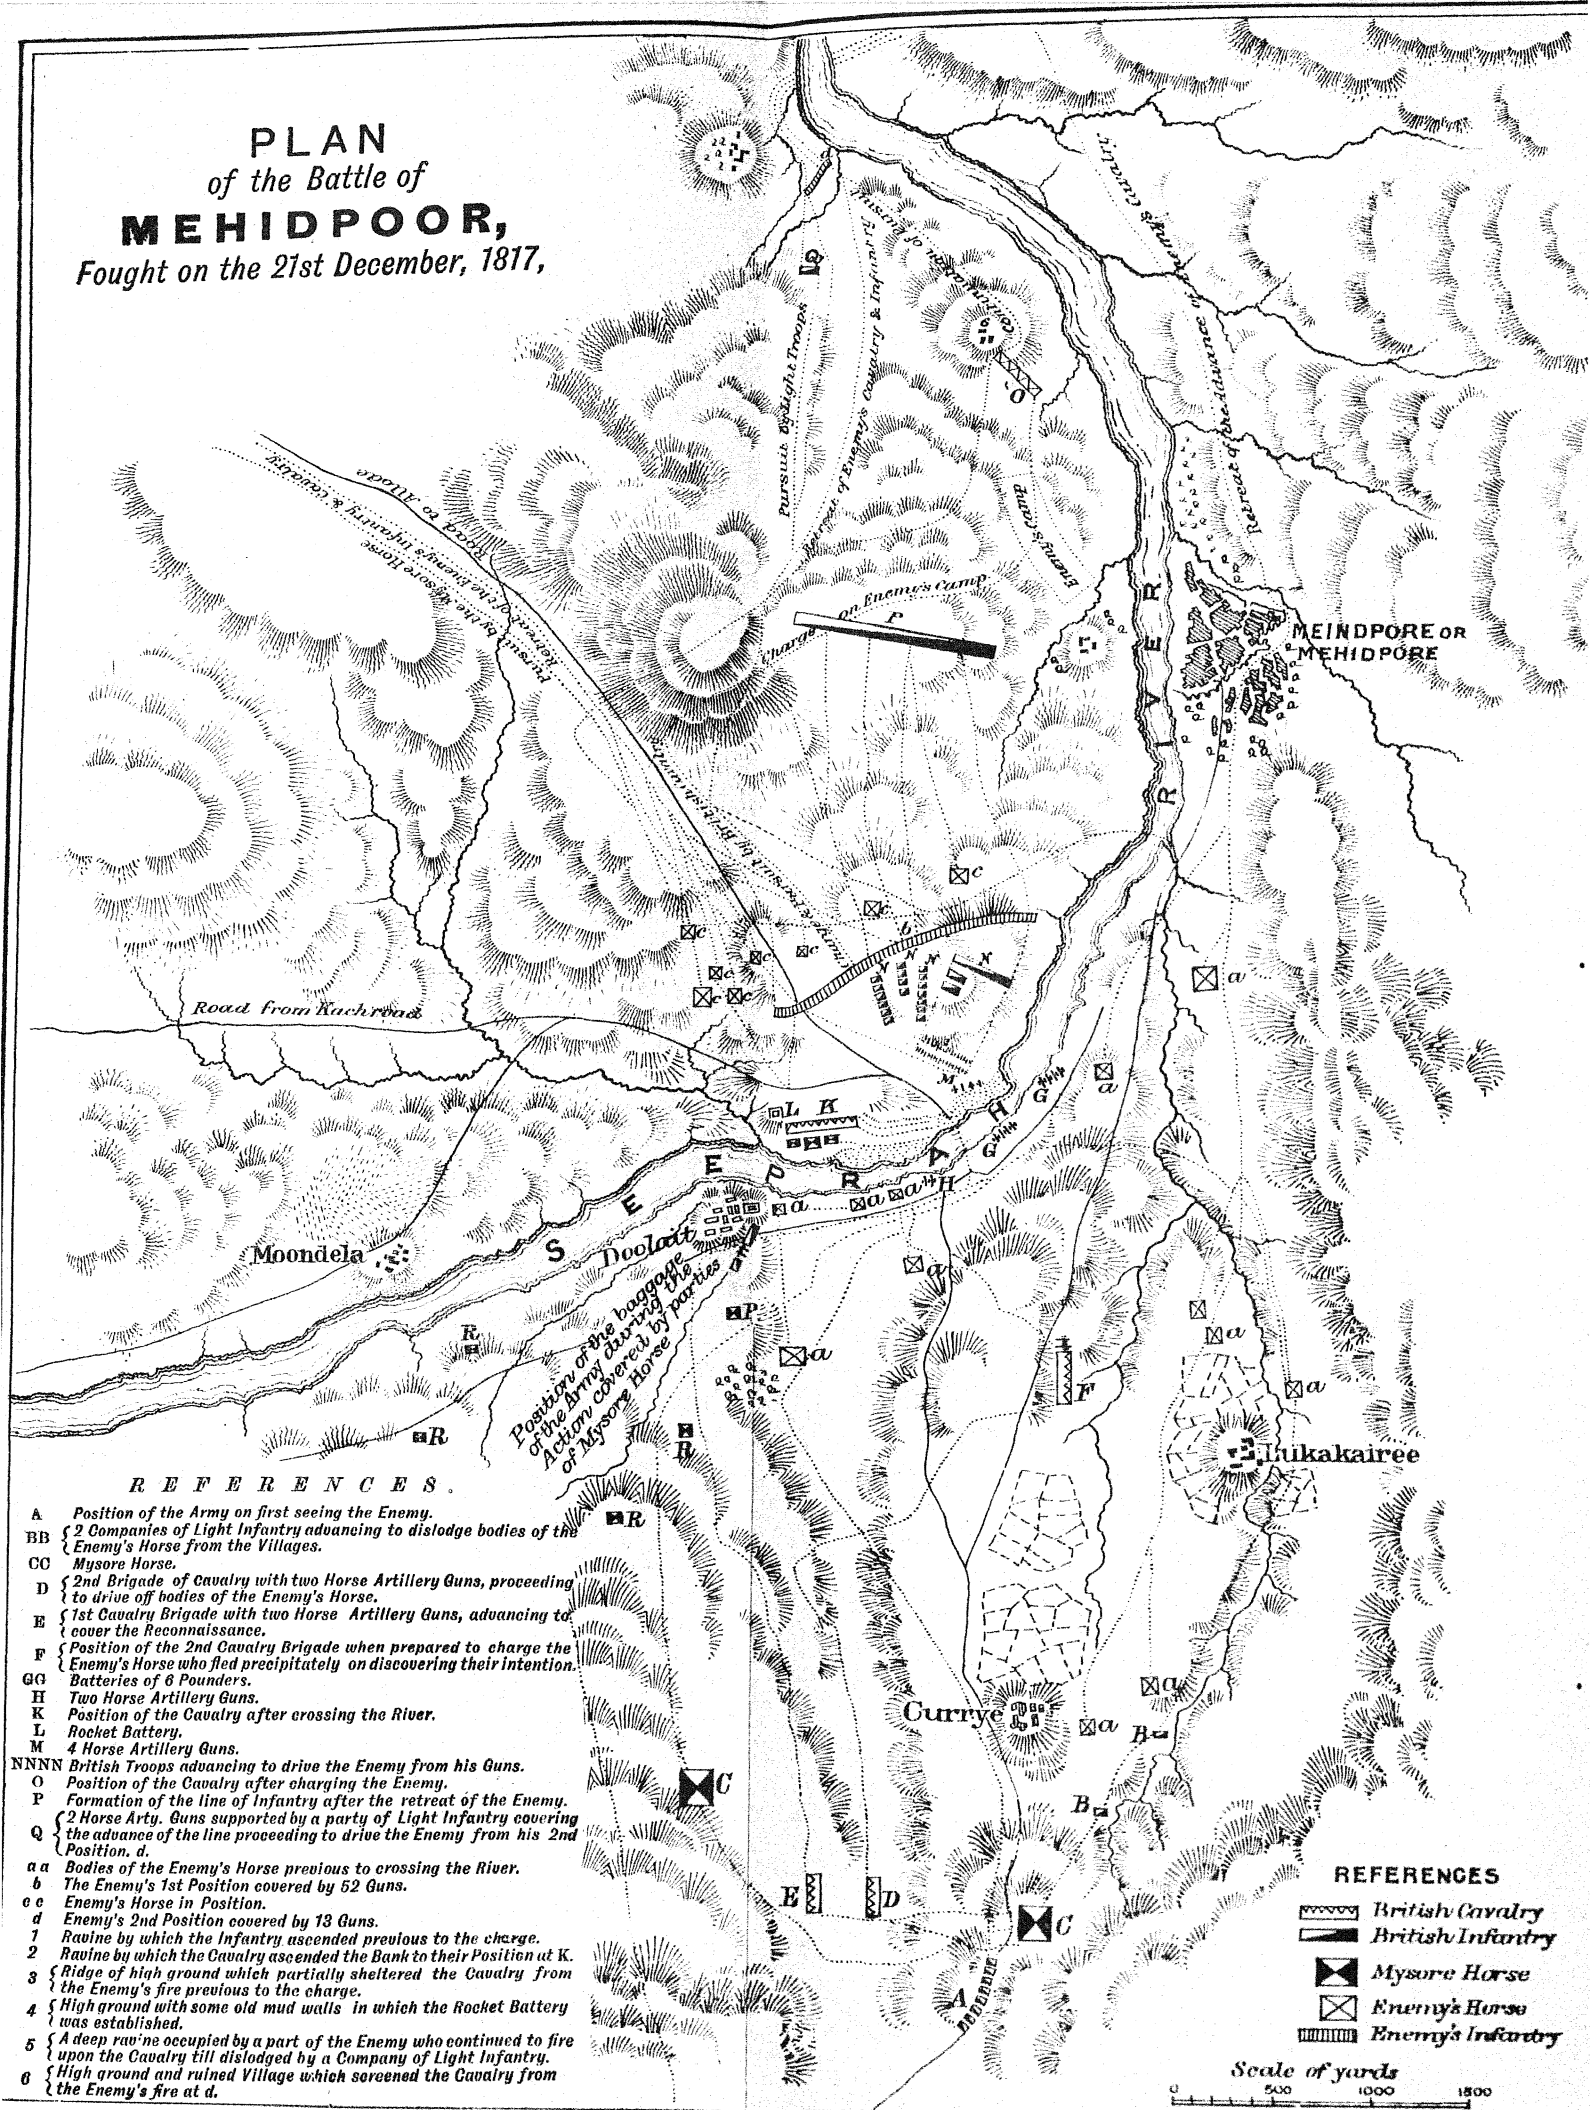 PLAN
of the Battle of
MEHIDPOOR,
Fought on the 21st December, 1817,
Retreat of the Advance of Enemy's Cavalry
Continuation of Pursuit
Pursuit by Light Troops
Retreat of Enemy's Cavalry & Infantry
Q
O
Enemy's Camp
Road to Allode
Retreat of the Enemy's Infantry & Cavalry
Pursuit by the Mysore Horse
Charge on Enemy's Camp
P
MEINDPORE OR
MEHIDPORE
RIVER
c
c
c
c
c
c
c
c
b
N
N
N
N
a
Road from Kachroad
M
G
a
L
K
G
SEEPRAH
a
a
a
H
Moondela
Doolait
a
Position of the baggage
of the Army during the
Action covered by parties
of Mysore Horse
R
R
a
a
a
F
R
R
R
Lukakairee
Currye
a
a
B
B
C
E
D
C
A
REFERENCES.
A Position of the Army on first seeing the Enemy.
BB 2 Companies of Light Infantry advancing to dislodge bodies of the
Enemy's Horse from the Villages.
CC Mysore Horse.
D 2nd Brigade of Cavalry with two Horse Artillery Guns, proceeding
to drive off bodies of the Enemy's Horse.
E 1st Cavalry Brigade with two Horse Artillery Guns, advancing to
cover the Reconnaissance.
F Position of the 2nd Cavalry Brigade when prepared to charge the
Enemy's Horse who fled precipitately on discovering their intention.
GG Batteries of 6 Pounders.
H Two Horse Artillery Guns.
K Position of the Cavalry after crossing the River.
L Rocket Battery.
M 4 Horse Artillery Guns.
NNNN British Troops advancing to drive the Enemy from his Guns.
O Position of the Cavalry after charging the Enemy.
P Formation of the line of Infantry after the retreat of the Enemy.
Q 2 Horse Arty. Guns supported by a party of Light Infantry covering
the advance of the line proceeding to drive the Enemy from his 2nd
Position. d.
aa Bodies of the Enemy's Horse previous to crossing the River.
b The Enemy's 1st Position covered by 52 Guns.
cc Enemy's Horse in Position.
d Enemy's 2nd Position covered by 13 Guns.
1 Ravine by which the Infantry ascended previous to the charge.
2 Ravine by which the Cavalry ascended the Bank to their Position at K.
3 Ridge of high ground which partially sheltered the Cavalry from
the Enemy's fire previous to the charge.
4 High ground with some old mud walls in which the Rocket Battery
was established.
5 A deep ravine occupied by a part of the Enemy who continued to fire
upon the Cavalry till dislodged by a Company of Light Infantry.
6 High ground and ruined Village which screened the Cavalry from
the Enemy's fire at d.
REFERENCES
British Cavalry
British Infantry
Mysore Horse
Enemy's Horse
Enemy's Infantry
Scale of yards
0 500 1000 1500